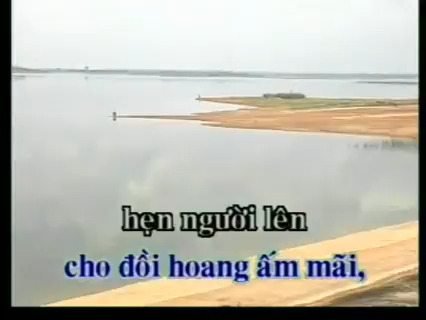 hẹn người lên
cho đồi hoang ấm mãi,